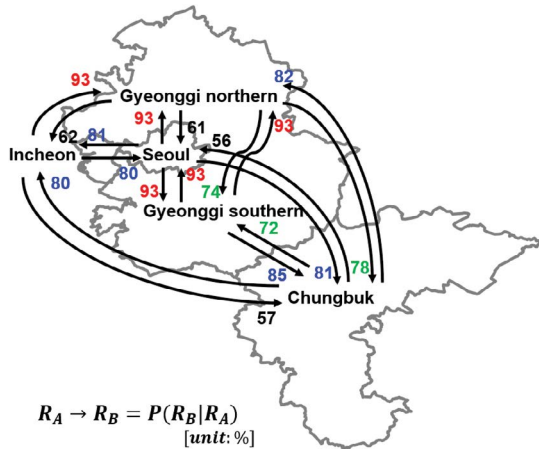 82
93
Gyeonggi northern
93 61 93
62 81 56
Incheon Seoul
80 80 93
93 74
Gyeonggi southern
72
85 81 78
Chungbuk
57
R_A → R_B = P(R_B|R_A)
[unit: %]